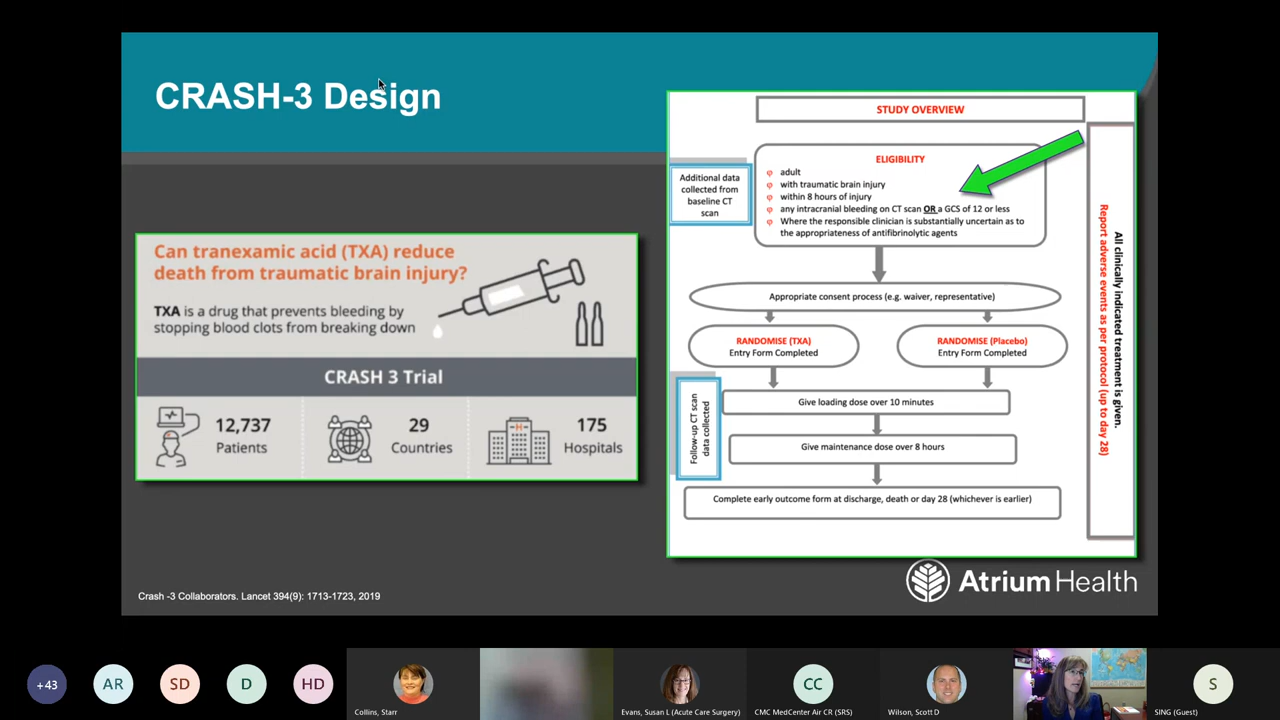 CRASH-3 Design
Can tranexamic acid (TXA) reduce
death from traumatic brain injury?
TXA is a drug that prevents bleeding by
stopping blood clots from breaking down
CRASH 3 Trial
12,737
Patients
29
Countries
175
Hospitals
H
STUDY OVERVIEW
Additional data
collected from
baseline CT
scan
ELIGIBILITY
adult
with traumatic brain injury
within 8 hours of injury
any intracranial bleeding on CT scan OR a GCS of 12 or less
Where the responsible clinician is substantially uncertain as to
the appropriateness of antifibrinolytic agents
Appropriate consent process (e.g. waiver, representative)
RANDOMISE (TXA)
Entry Form Completed
RANDOMISE (Placebo)
Entry Form Completed
Follow-up CT scan
data collected
Give loading dose over 10 minutes
Give maintenance dose over 8 hours
Complete early outcome form at discharge, death or day 28 (whichever is earlier)
All clinically indicated treatment is given.
Report adverse events as per protocol (up to day 28)
Crash -3 Collaborators. Lancet 394(9): 1713-1723, 2019
Atrium Health
+43
AR
SD
D
HD
Collins, Starr
Evans, Susan L (Acute Care Surgery)
CC
CMC MedCenter Air CR (SRS)
Wilson, Scott D
S
SING (Guest)